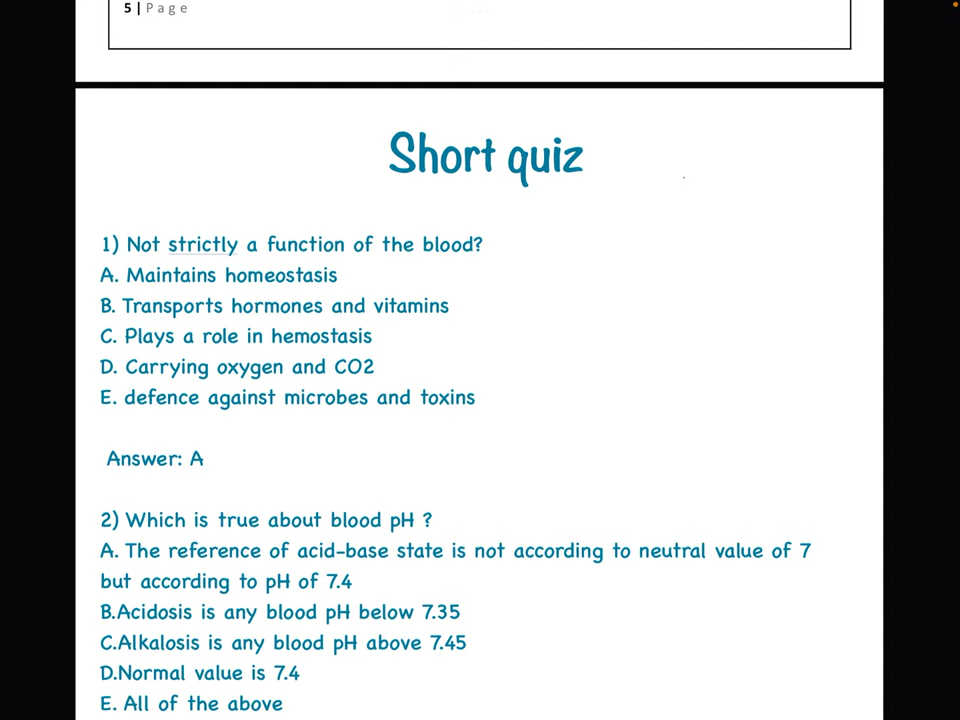 5 | Page
Short quiz
1) Not strictly a function of the blood?
A. Maintains homeostasis
B. Transports hormones and vitamins
C. Plays a role in hemostasis
D. Carrying oxygen and CO2
E. defence against microbes and toxins
Answer: A
2) Which is true about blood pH ?
A. The reference of acid-base state is not according to neutral value of 7
but according to pH of 7.4
B.Acidosis is any blood pH below 7.35
C.Alkalosis is any blood pH above 7.45
D.Normal value is 7.4
E. All of the above